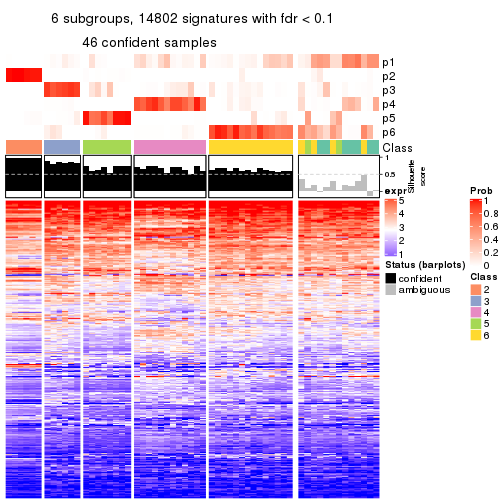 6 subgroups, 14802 signatures with fdr < 0.1
46 confident samples
p1
p2
p3
p4
p5
p6
Class
1
0.5
0
Silhouette
score
expr
5
4
3
2
1
Status (barplots)
confident
ambiguous
Prob
1
0.8
0.6
0.4
0.2
0
Class
2
3
4
5
6